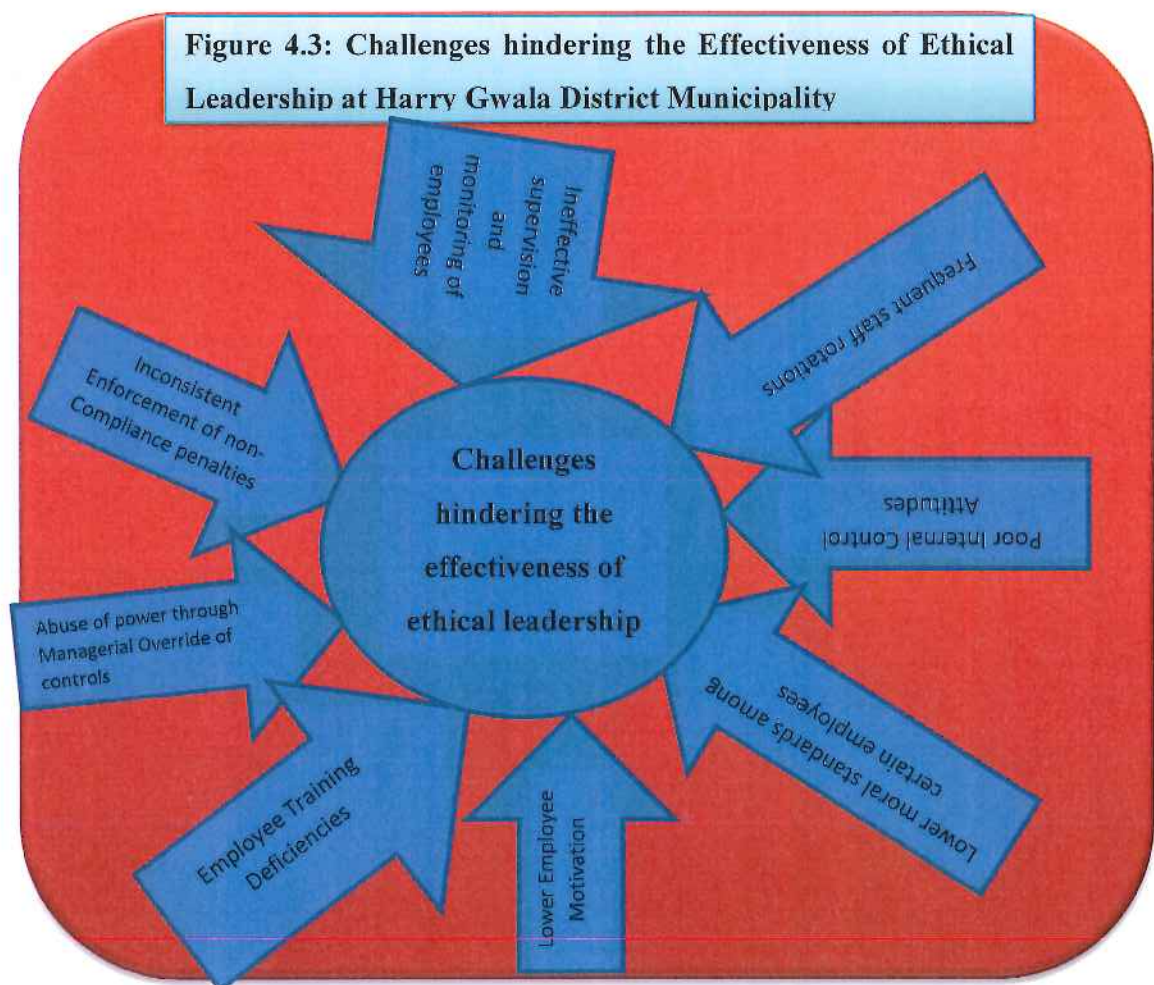 Figure 4.3: Challenges hindering the Effectiveness of Ethical
Leadership at Harry Gwala District Municipality
Ineffective
supervision
and
monitoring of
employees
Frequent staff rotations
Poor Internal Control
Attitudes
Lower moral standards among
certain employees
Lower Employee
Motivation
Employee Training
Deficiencies
Abuse of power through
Managerial Override of
controls
Inconsistent
Enforcement of non-
Compliance penalties
Challenges
hindering the
effectiveness of
ethical leadership